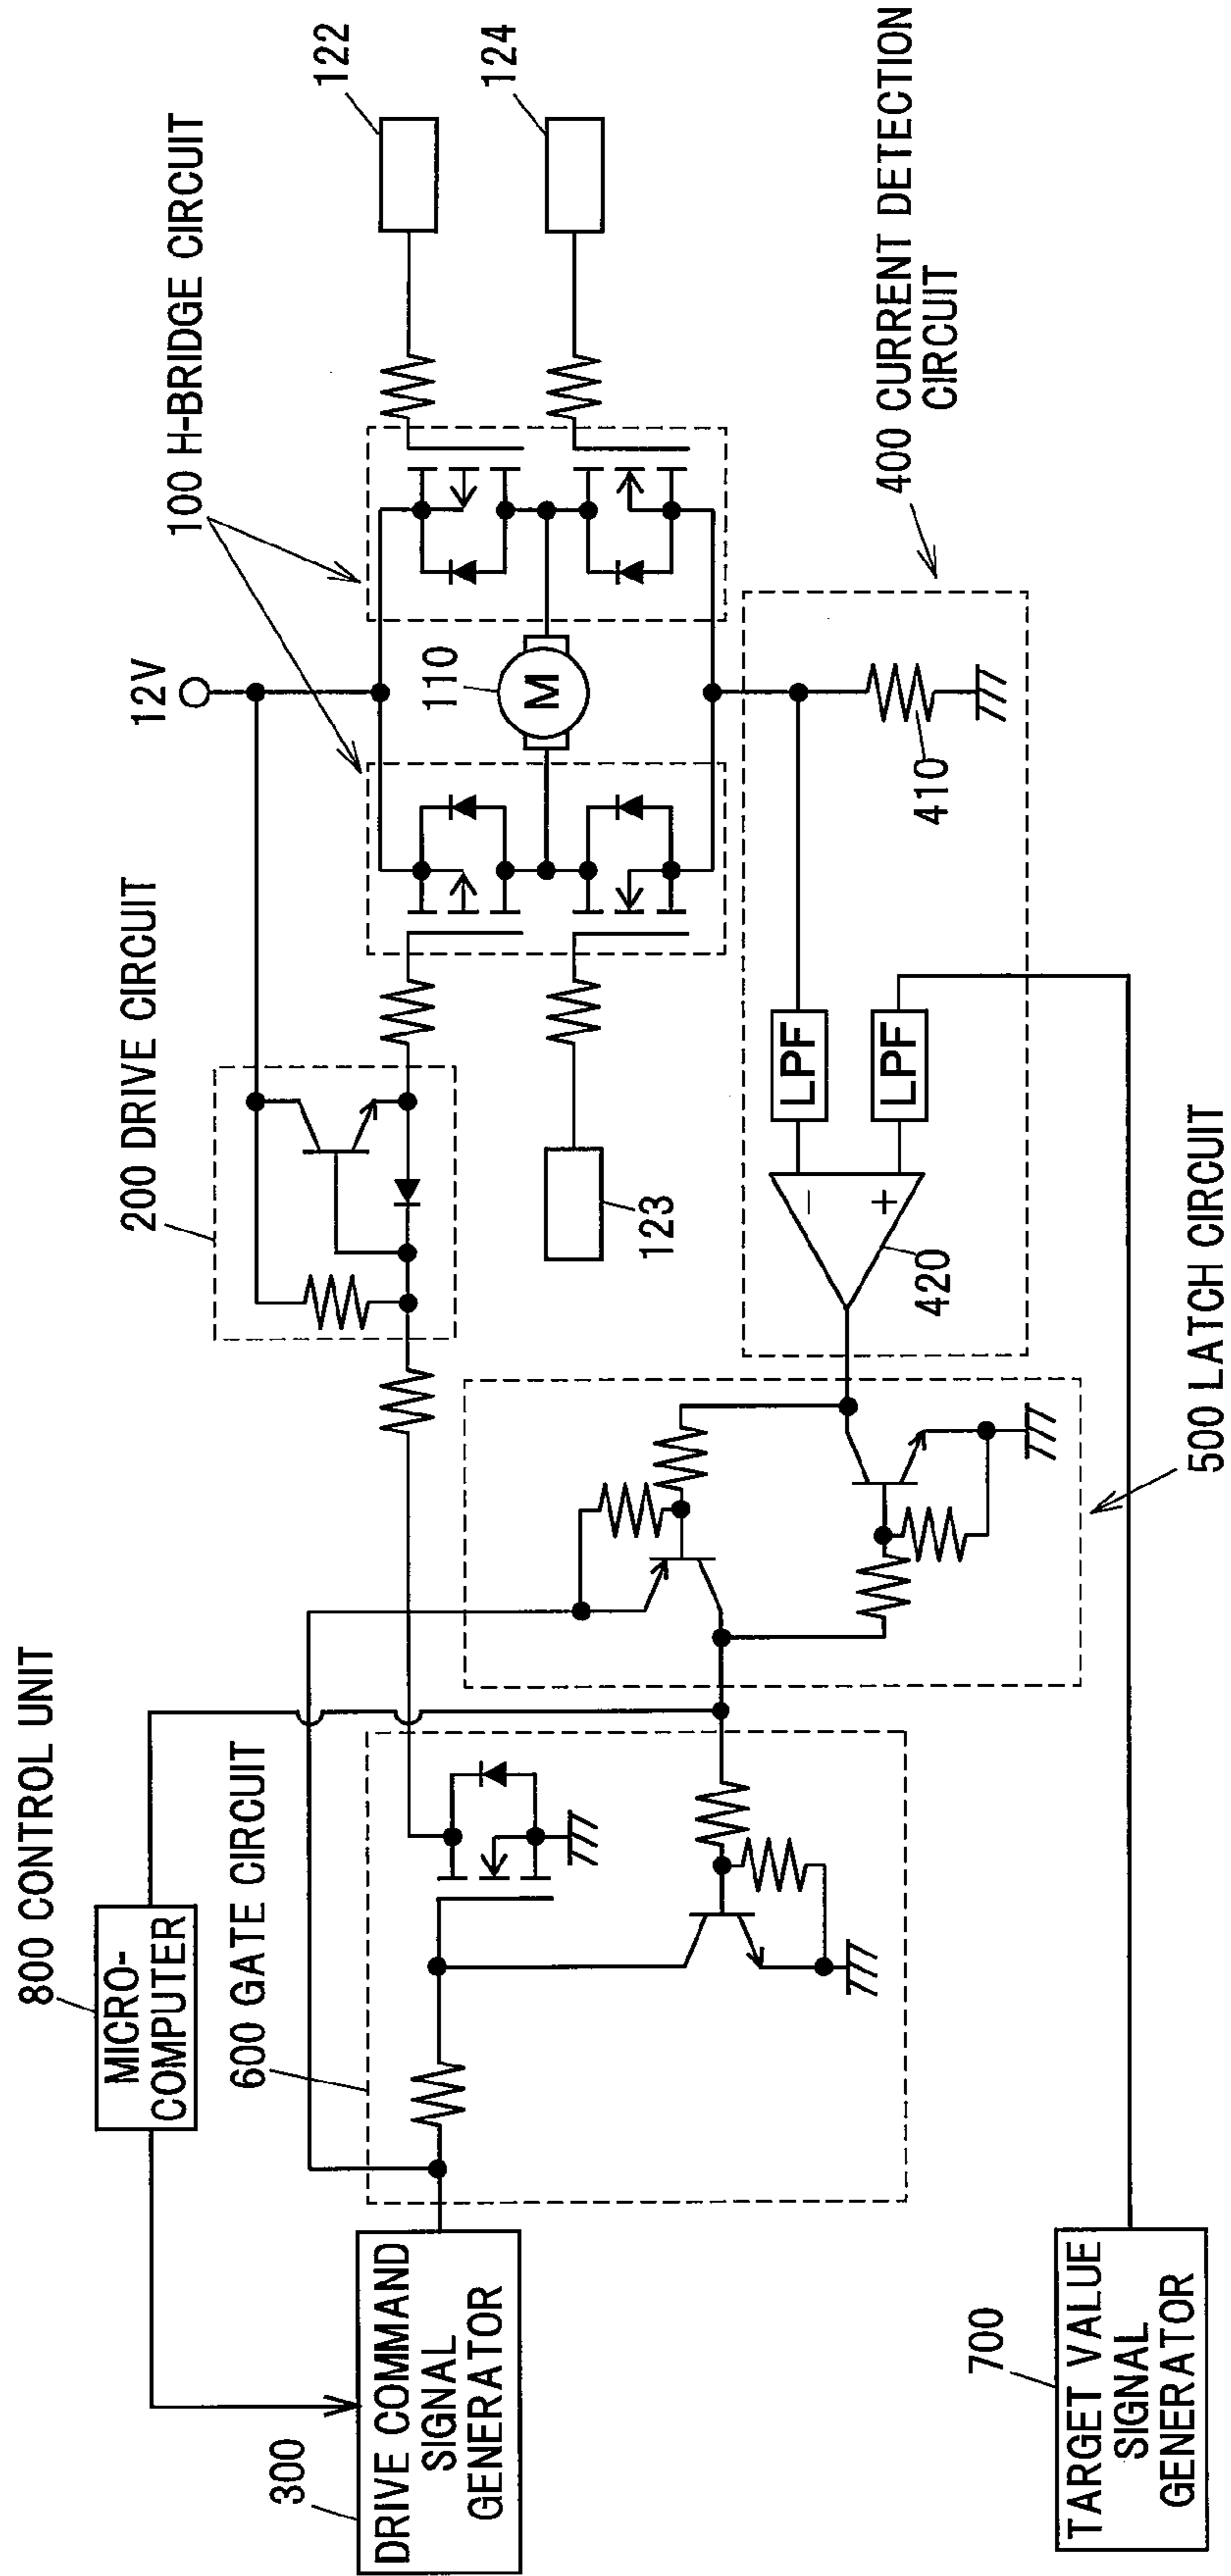 800 CONTROL UNIT
MICRO-
COMPUTER
200 DRIVE CIRCUIT
12V
100 H-BRIDGE CIRCUIT
122
124
110
M
123
600 GATE CIRCUIT
300
DRIVE COMMAND
SIGNAL
GENERATOR
LPF
LPF
−
+
420
410
400 CURRENT DETECTION
CIRCUIT
500 LATCH CIRCUIT
700
TARGET VALUE
SIGNAL
GENERATOR